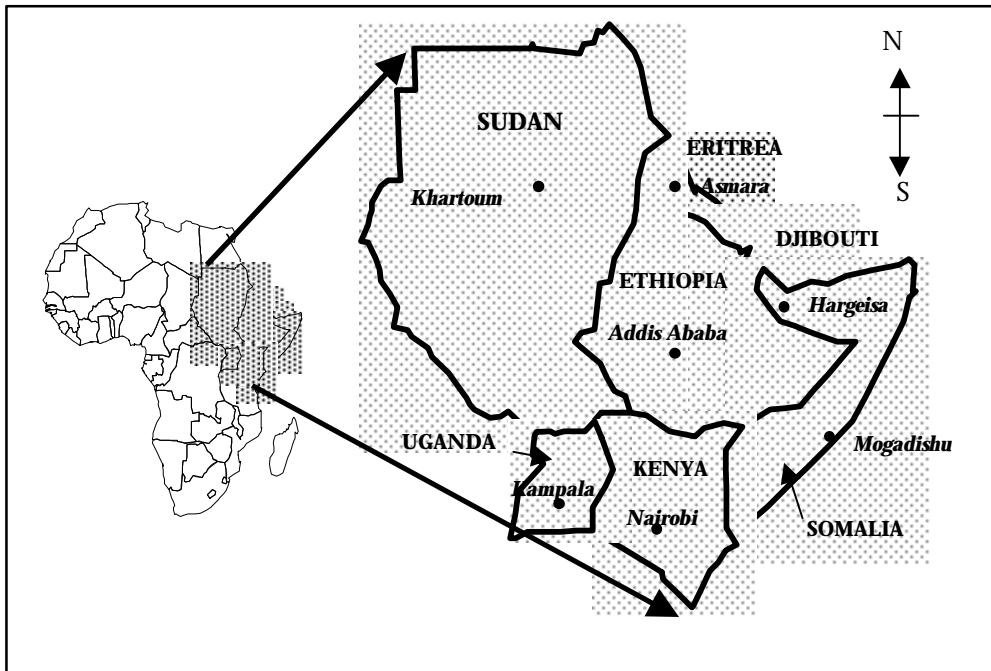 N
SUDAN
ERITREA
Khartoum
Asmara
S
DJIBOUTI
ETHIOPIA
Hargeisa
Addis Ababa
UGANDA
Mogadishu
KENYA
Kampala
Nairobi
SOMALIA